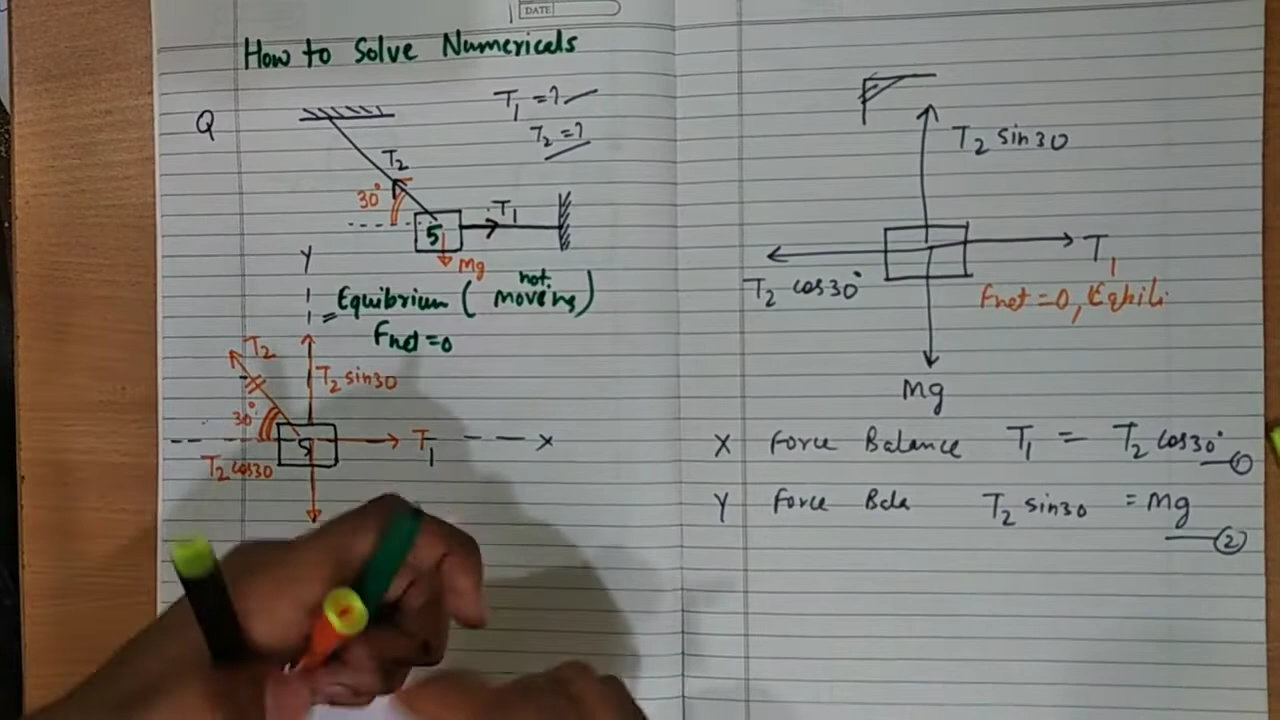 DATE
How to Solve Numericals
Q
T₁ = ?
T₂ = ?
T₂
30°
5
T₁
Mg
Y
Equibrium (not moving)
Fnet = 0
T₂
T₂ sin30
30°
5
T₁
X
T₂ cos30
T₂ sin30
T₂ cos30°
T₁
Fnet = 0, Eqhili
Mg
X Force Balance T₁ = T₂ cos30° ①
Y Force Bala T₂ sin30 = Mg ②